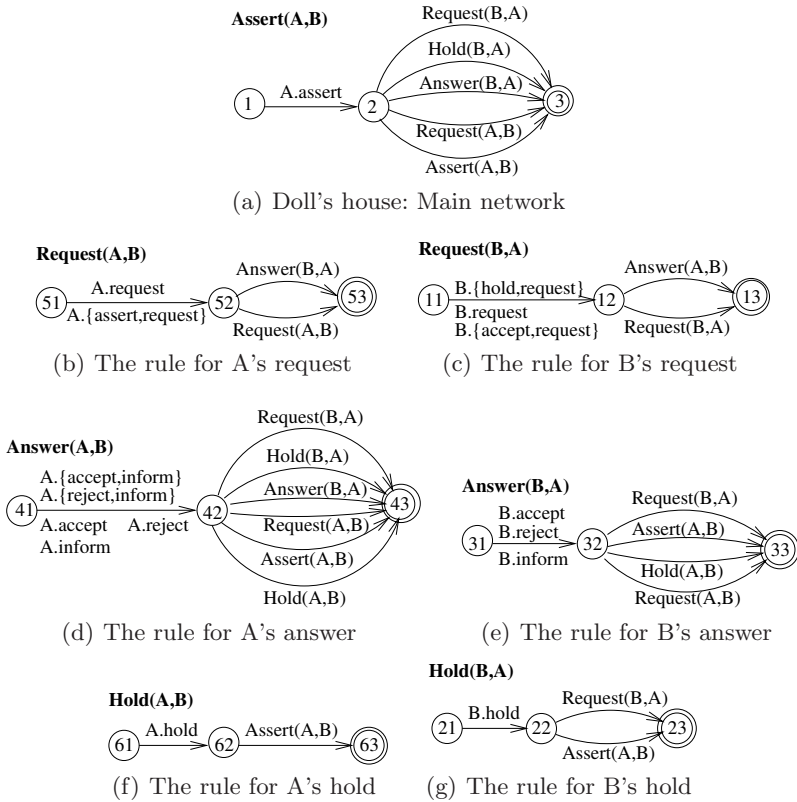 Assert(A,B)
Request(B,A)
Hold(B,A)
Answer(B,A)
Request(A,B)
Assert(A,B)
1
A.assert
2
3
(a) Doll's house: Main network
Request(A,B)
51
A.request
A.{assert,request}
52
Answer(B,A)
Request(A,B)
53
(b) The rule for A's request
Request(B,A)
11
B.{hold,request}
B.request
B.{accept,request}
12
Answer(A,B)
Request(B,A)
13
(c) The rule for B's request
Answer(A,B)
A.{accept,inform}
A.{reject,inform}
41
A.accept A.reject
A.inform
42
Request(B,A)
Hold(B,A)
Answer(B,A)
Request(A,B)
Assert(A,B)
Hold(A,B)
43
(d) The rule for A's answer
Answer(B,A)
31
B.accept
B.reject
B.inform
32
Request(B,A)
Assert(A,B)
Hold(A,B)
Request(A,B)
33
(e) The rule for B's answer
Hold(A,B)
61
A.hold
62
Assert(A,B)
63
(f) The rule for A's hold
Hold(B,A)
21
B.hold
22
Request(B,A)
Assert(A,B)
23
(g) The rule for B's hold